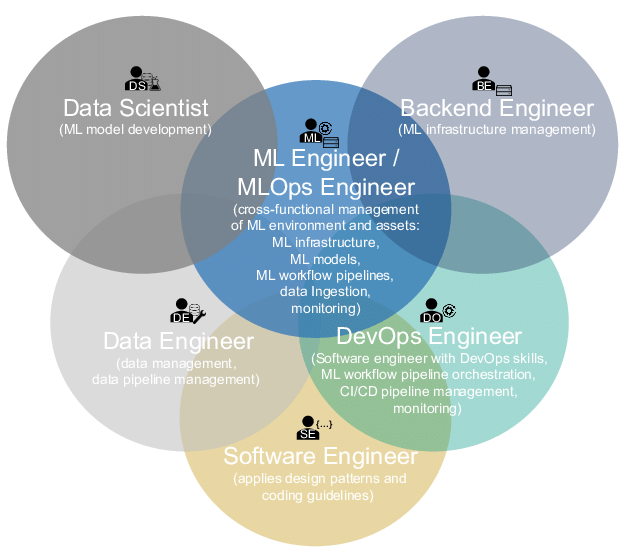 DS
Data Scientist
(ML model development)
BE
Backend Engineer
(ML infrastructure management)
ML
ML Engineer /
MLOps Engineer
(cross-functional management
of ML environment and assets:
ML infrastructure,
ML models,
ML workflow pipelines,
data Ingestion,
monitoring)
DE
Data Engineer
(data management,
data pipeline management)
DO
DevOps Engineer
(Software engineer with DevOps skills,
ML workflow pipeline orchestration,
CI/CD pipeline management,
monitoring)
SE {...}
Software Engineer
(applies design patterns and
coding guidelines)